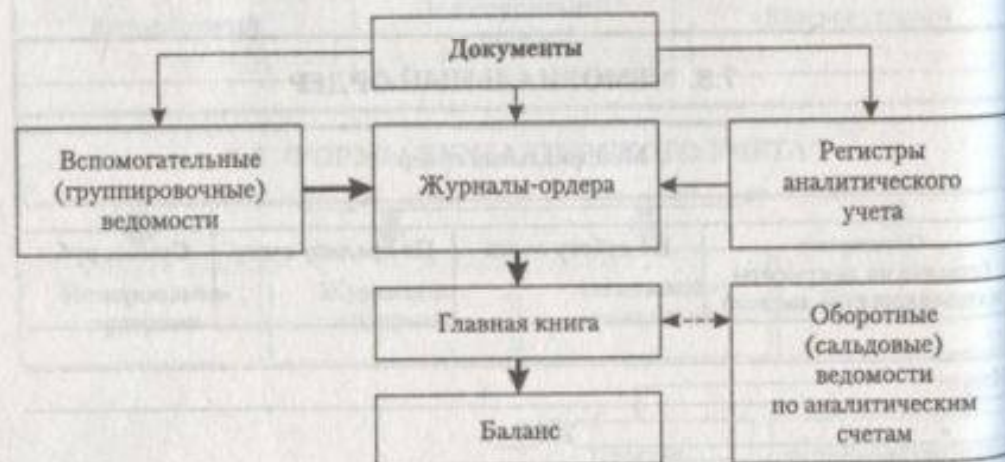 Документы
Вспомогательные
(группировочные)
ведомости
Журналы-ордера
Регистры
аналитического
учета
Главная книга
Оборотные
(сальдовые)
ведомости
по аналитическим
счетам
Баланс